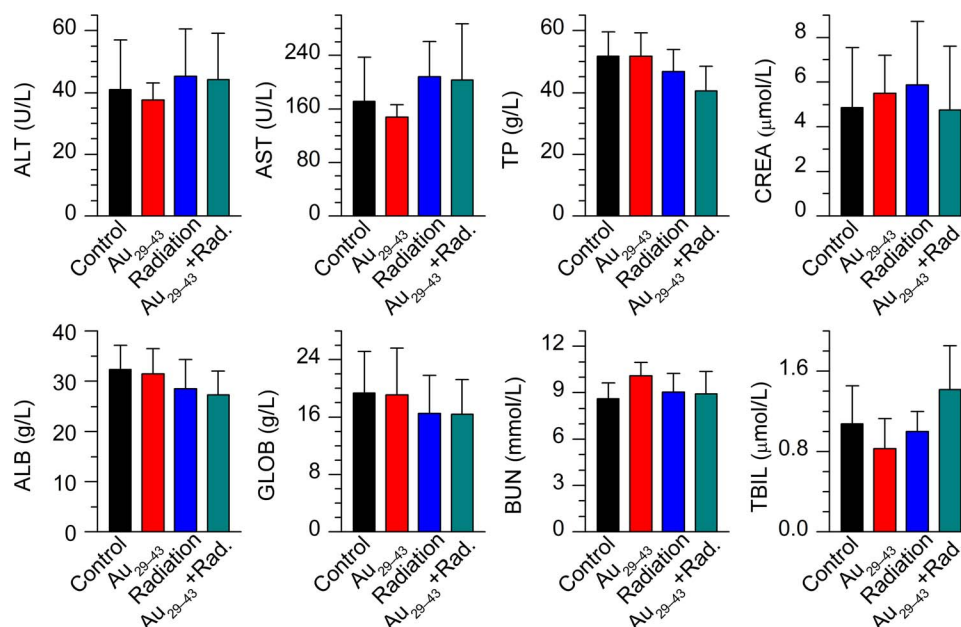 ALT (U/L)
60
40
20
0
Control
Au29–43
Radiation
Au29–43+Rad.
AST (U/L)
240
160
80
0
Control
Au29–43
Radiation
Au29–43+Rad.
TP (g/L)
60
40
20
0
Control
Au29–43
Radiation
Au29–43+Rad.
CREA (μmol/L)
8
6
4
2
0
Control
Au29–43
Radiation
Au29–43+Rad.
ALB (g/L)
40
30
20
10
0
Control
Au29–43
Radiation
Au29–43+Rad.
GLOB (g/L)
24
16
8
0
Control
Au29–43
Radiation
Au29–43+Rad.
BUN (mmol/L)
12
9
6
3
0
Control
Au29–43
Radiation
Au29–43+Rad.
TBIL (μmol/L)
1.6
0.8
0.0
Control
Au29–43
Radiation
Au29–43+Rad.